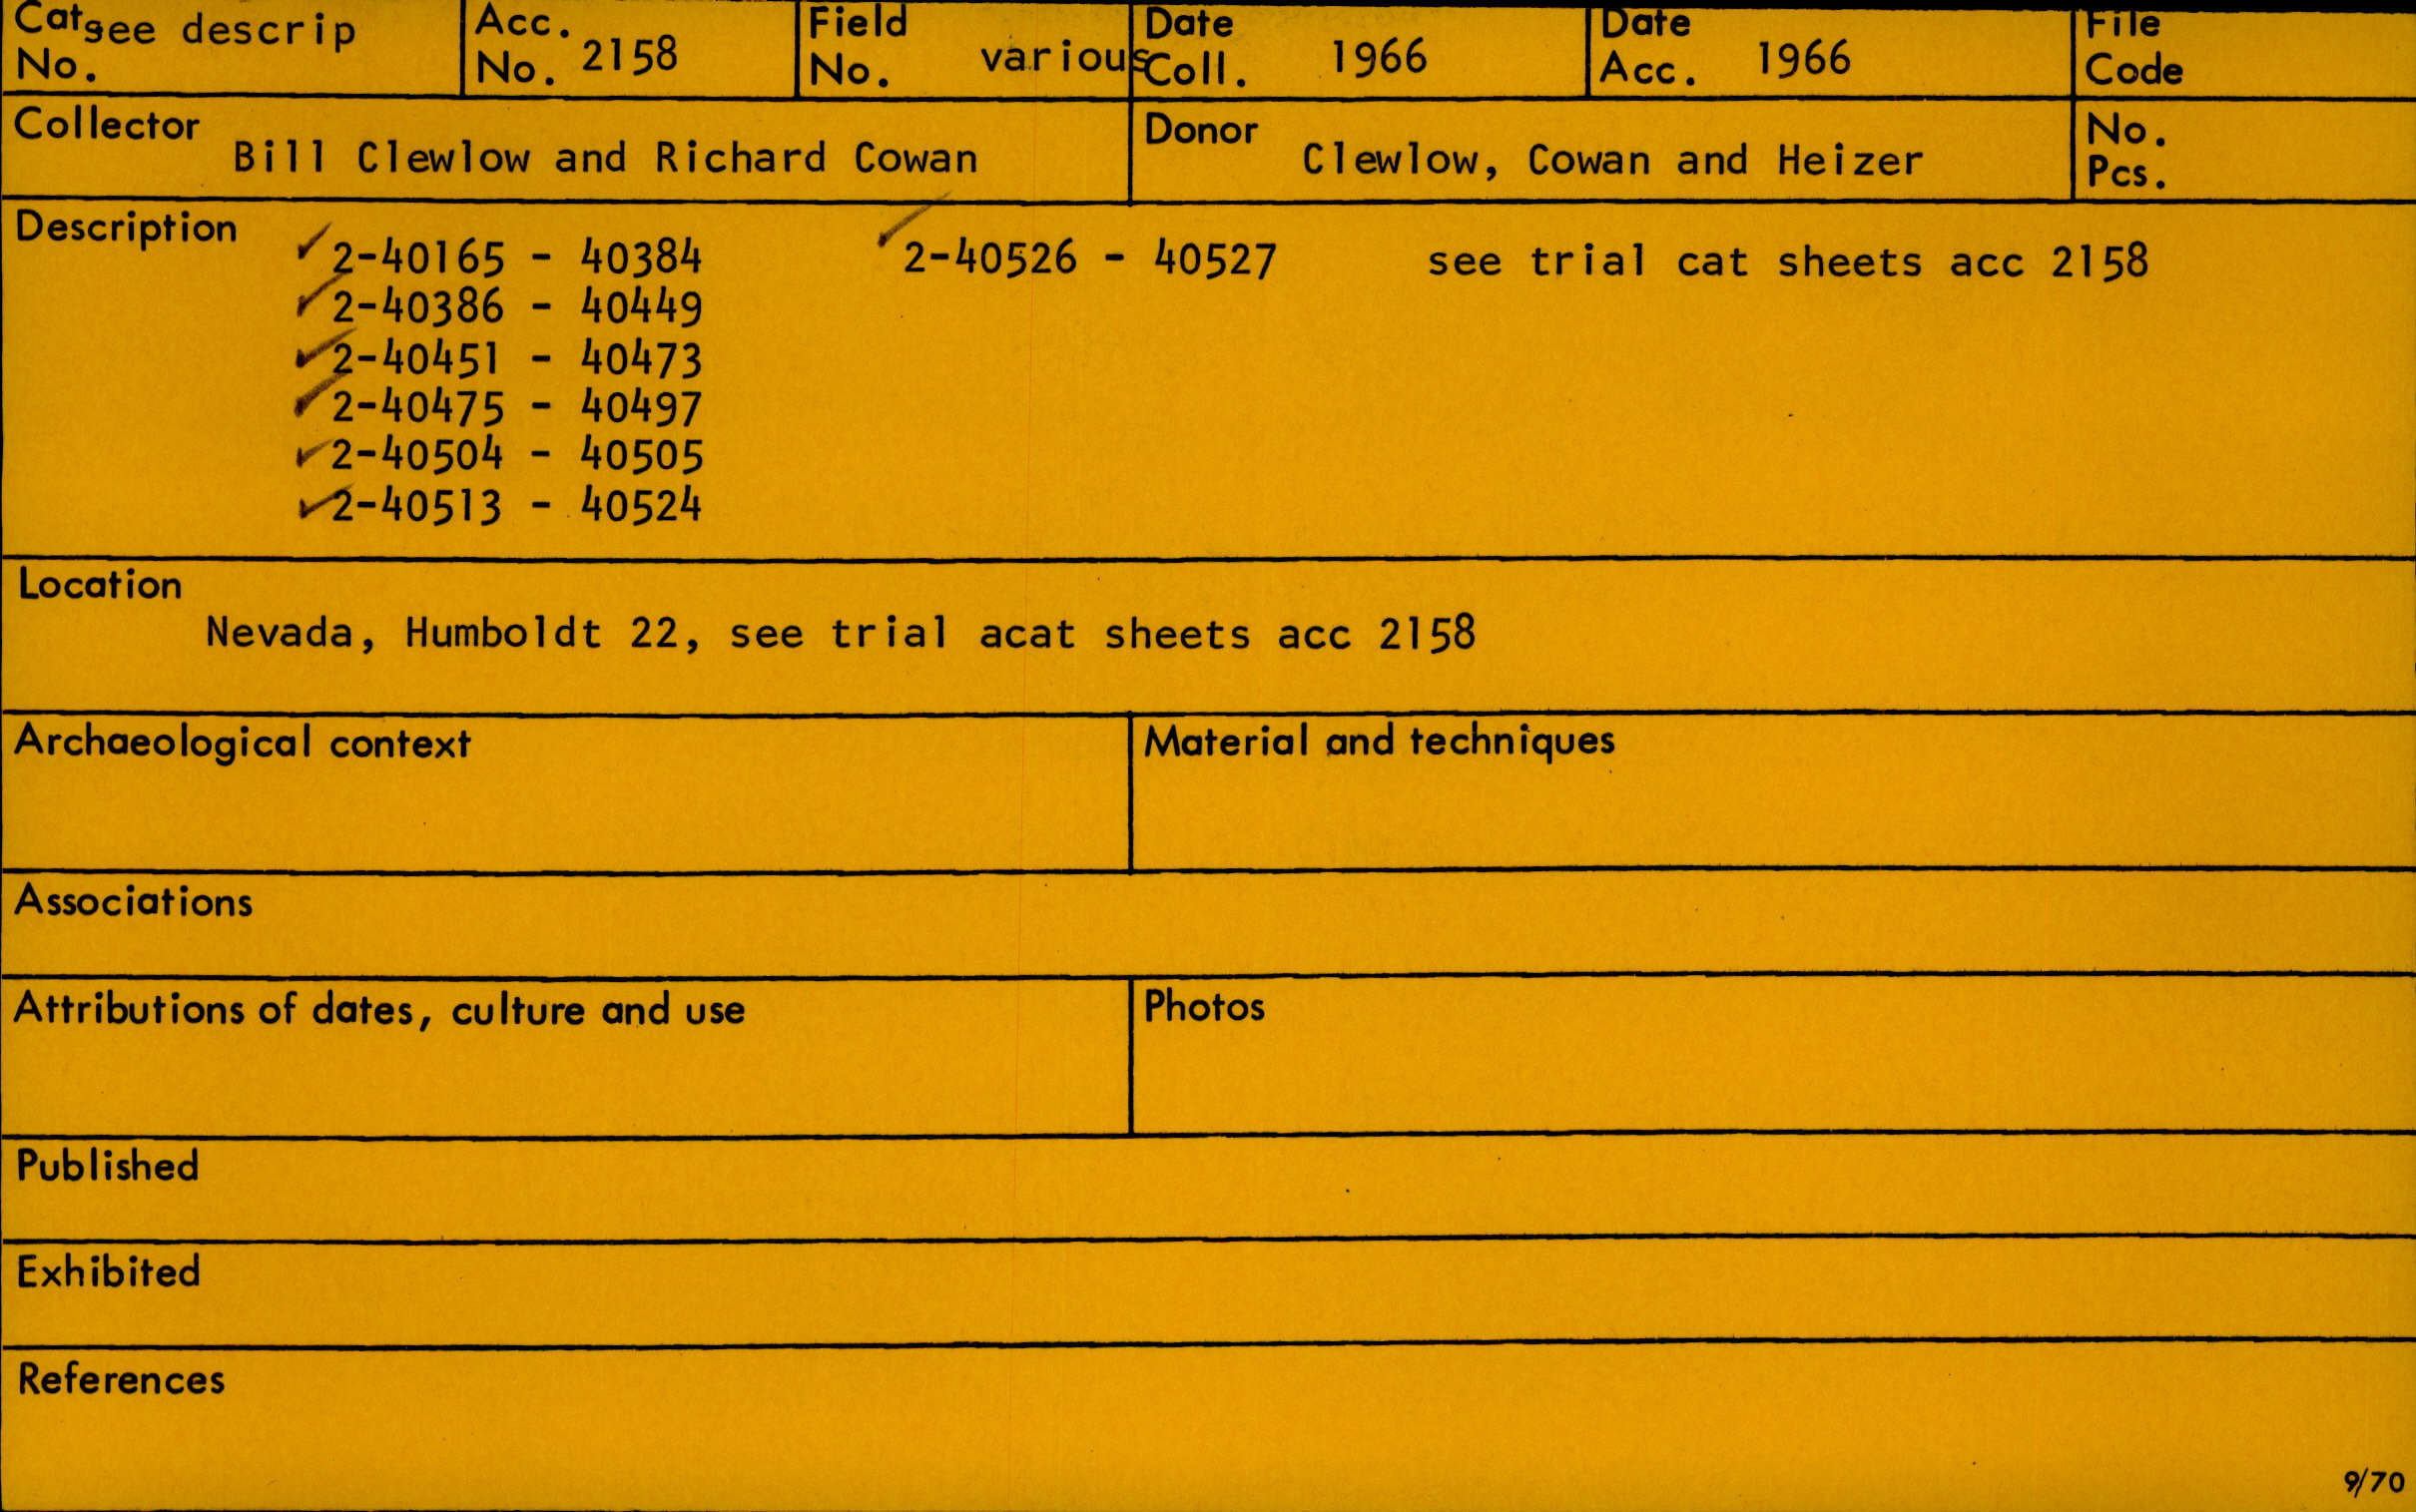 Cat. see descrip
No.
Acc.
No. 2158
Field
No. various
Date
Coll. 1966
Date
Acc. 1966
File
Code
Collector
Bill Clewlow and Richard Cowan
Donor
Clewlow, Cowan and Heizer
No.
Pcs.
Description
✓2-40165 - 40384 ✓2-40526 - 40527 see trial cat sheets acc 2158
✓2-40386 - 40449
✓2-40451 - 40473
✓2-40475 - 40497
✓2-40504 - 40505
✓2-40513 - 40524
Location
Nevada, Humboldt 22, see trial acat sheets acc 2158
Archaeological context
Material and techniques
Associations
Attributions of dates, culture and use
Photos
Published
Exhibited
References
9/70